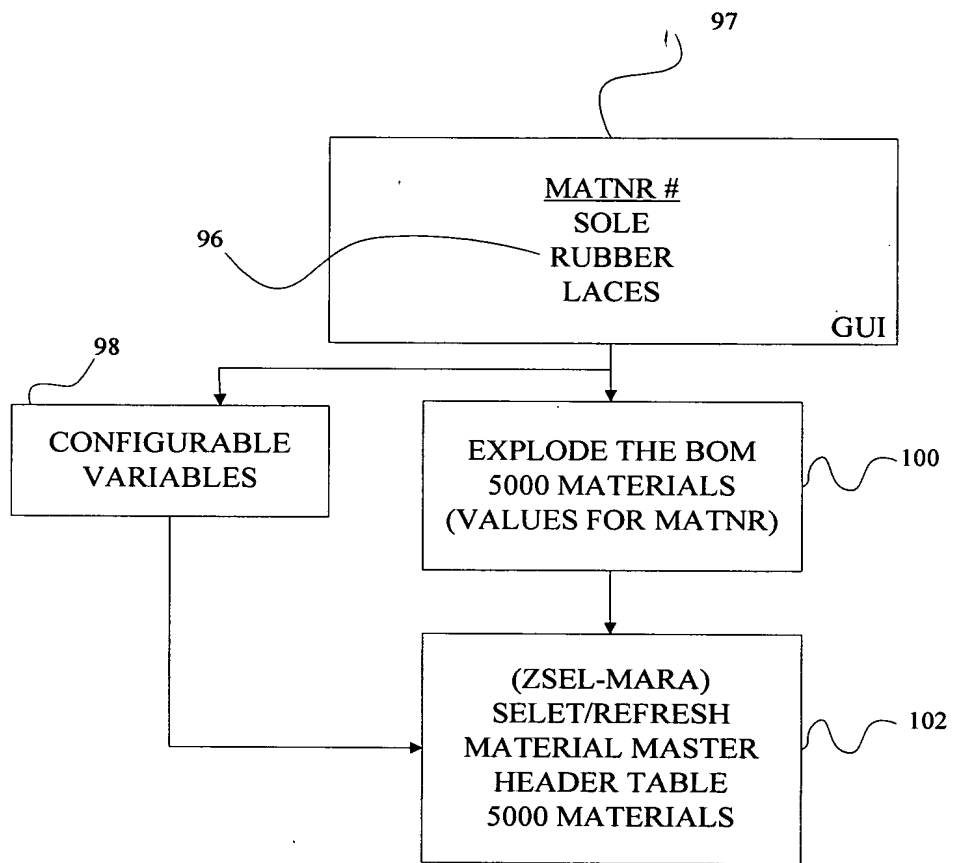 97
MATNR #
SOLE
96
RUBBER
LACES
GUI
98
CONFIGURABLE
VARIABLES
EXPLODE THE BOM
5000 MATERIALS
(VALUES FOR MATNR)
100
(ZSEL-MARA)
SELET/REFRESH
MATERIAL MASTER
HEADER TABLE
5000 MATERIALS
102